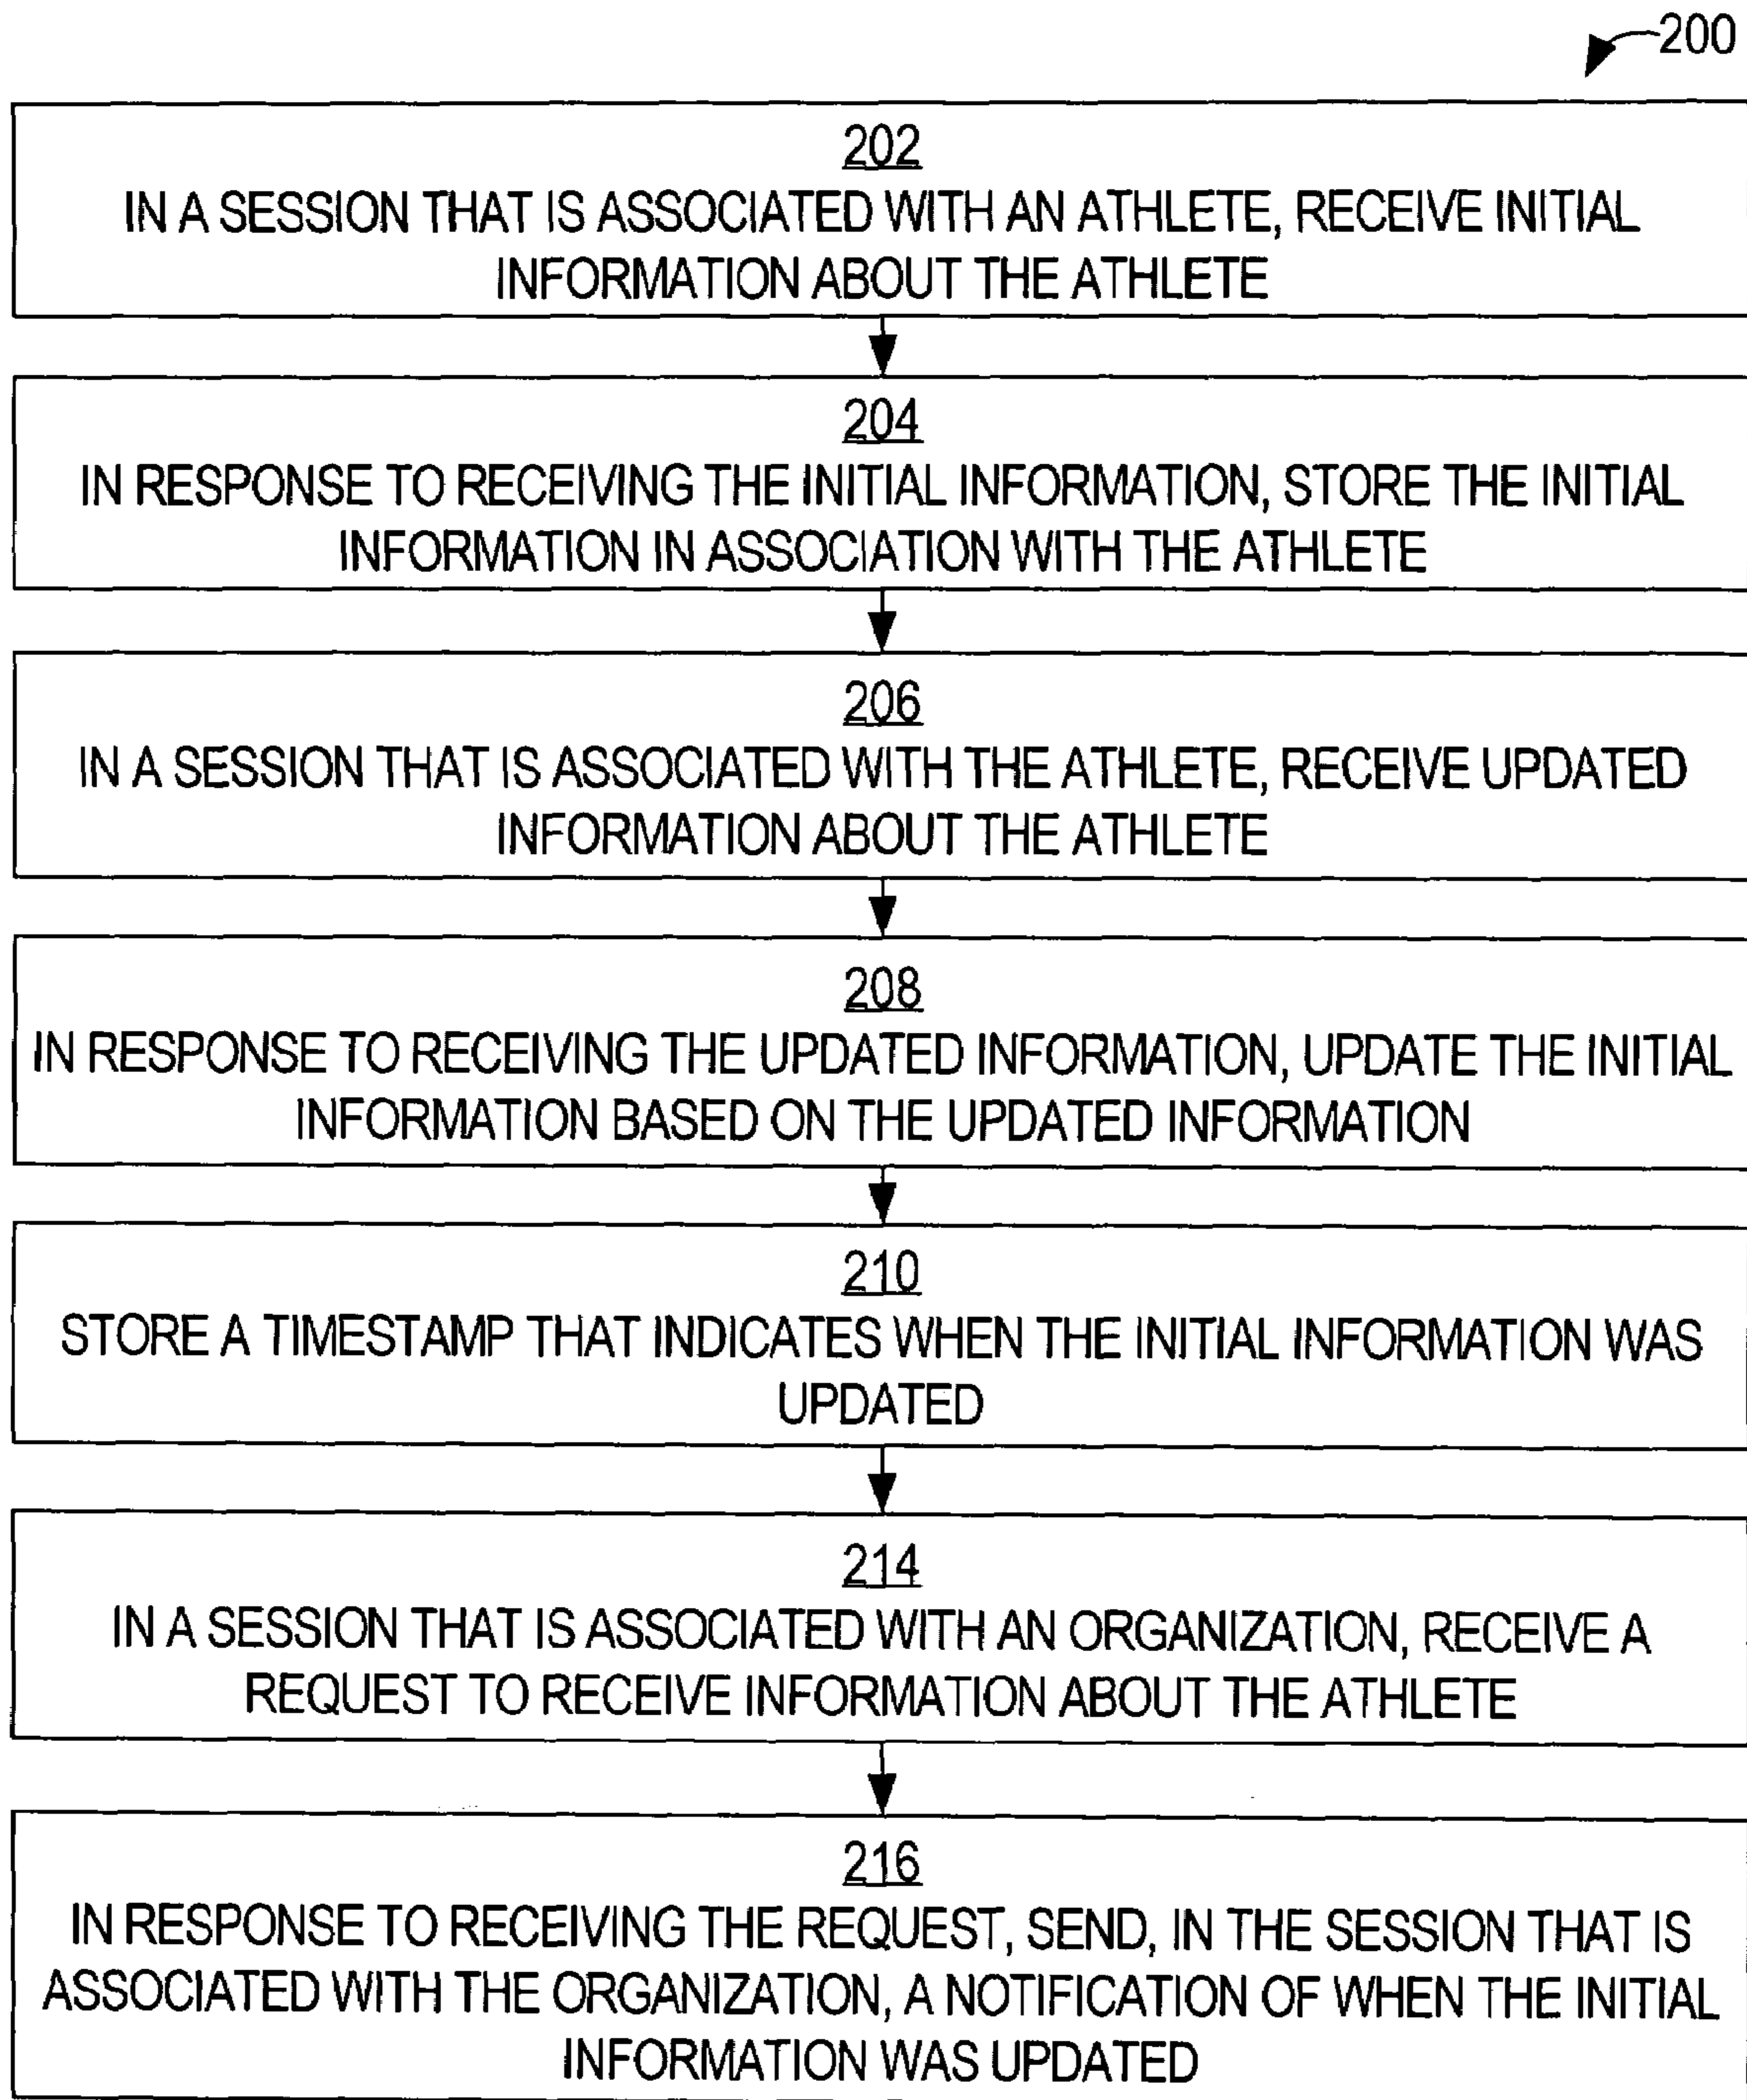 200
202
IN A SESSION THAT IS ASSOCIATED WITH AN ATHLETE, RECEIVE INITIAL
INFORMATION ABOUT THE ATHLETE
204
IN RESPONSE TO RECEIVING THE INITIAL INFORMATION, STORE THE INITIAL
INFORMATION IN ASSOCIATION WITH THE ATHLETE
206
IN A SESSION THAT IS ASSOCIATED WITH THE ATHLETE, RECEIVE UPDATED
INFORMATION ABOUT THE ATHLETE
208
IN RESPONSE TO RECEIVING THE UPDATED INFORMATION, UPDATE THE INITIAL
INFORMATION BASED ON THE UPDATED INFORMATION
210
STORE A TIMESTAMP THAT INDICATES WHEN THE INITIAL INFORMATION WAS
UPDATED
214
IN A SESSION THAT IS ASSOCIATED WITH AN ORGANIZATION, RECEIVE A
REQUEST TO RECEIVE INFORMATION ABOUT THE ATHLETE
216
IN RESPONSE TO RECEIVING THE REQUEST, SEND, IN THE SESSION THAT IS
ASSOCIATED WITH THE ORGANIZATION, A NOTIFICATION OF WHEN THE INITIAL
INFORMATION WAS UPDATED